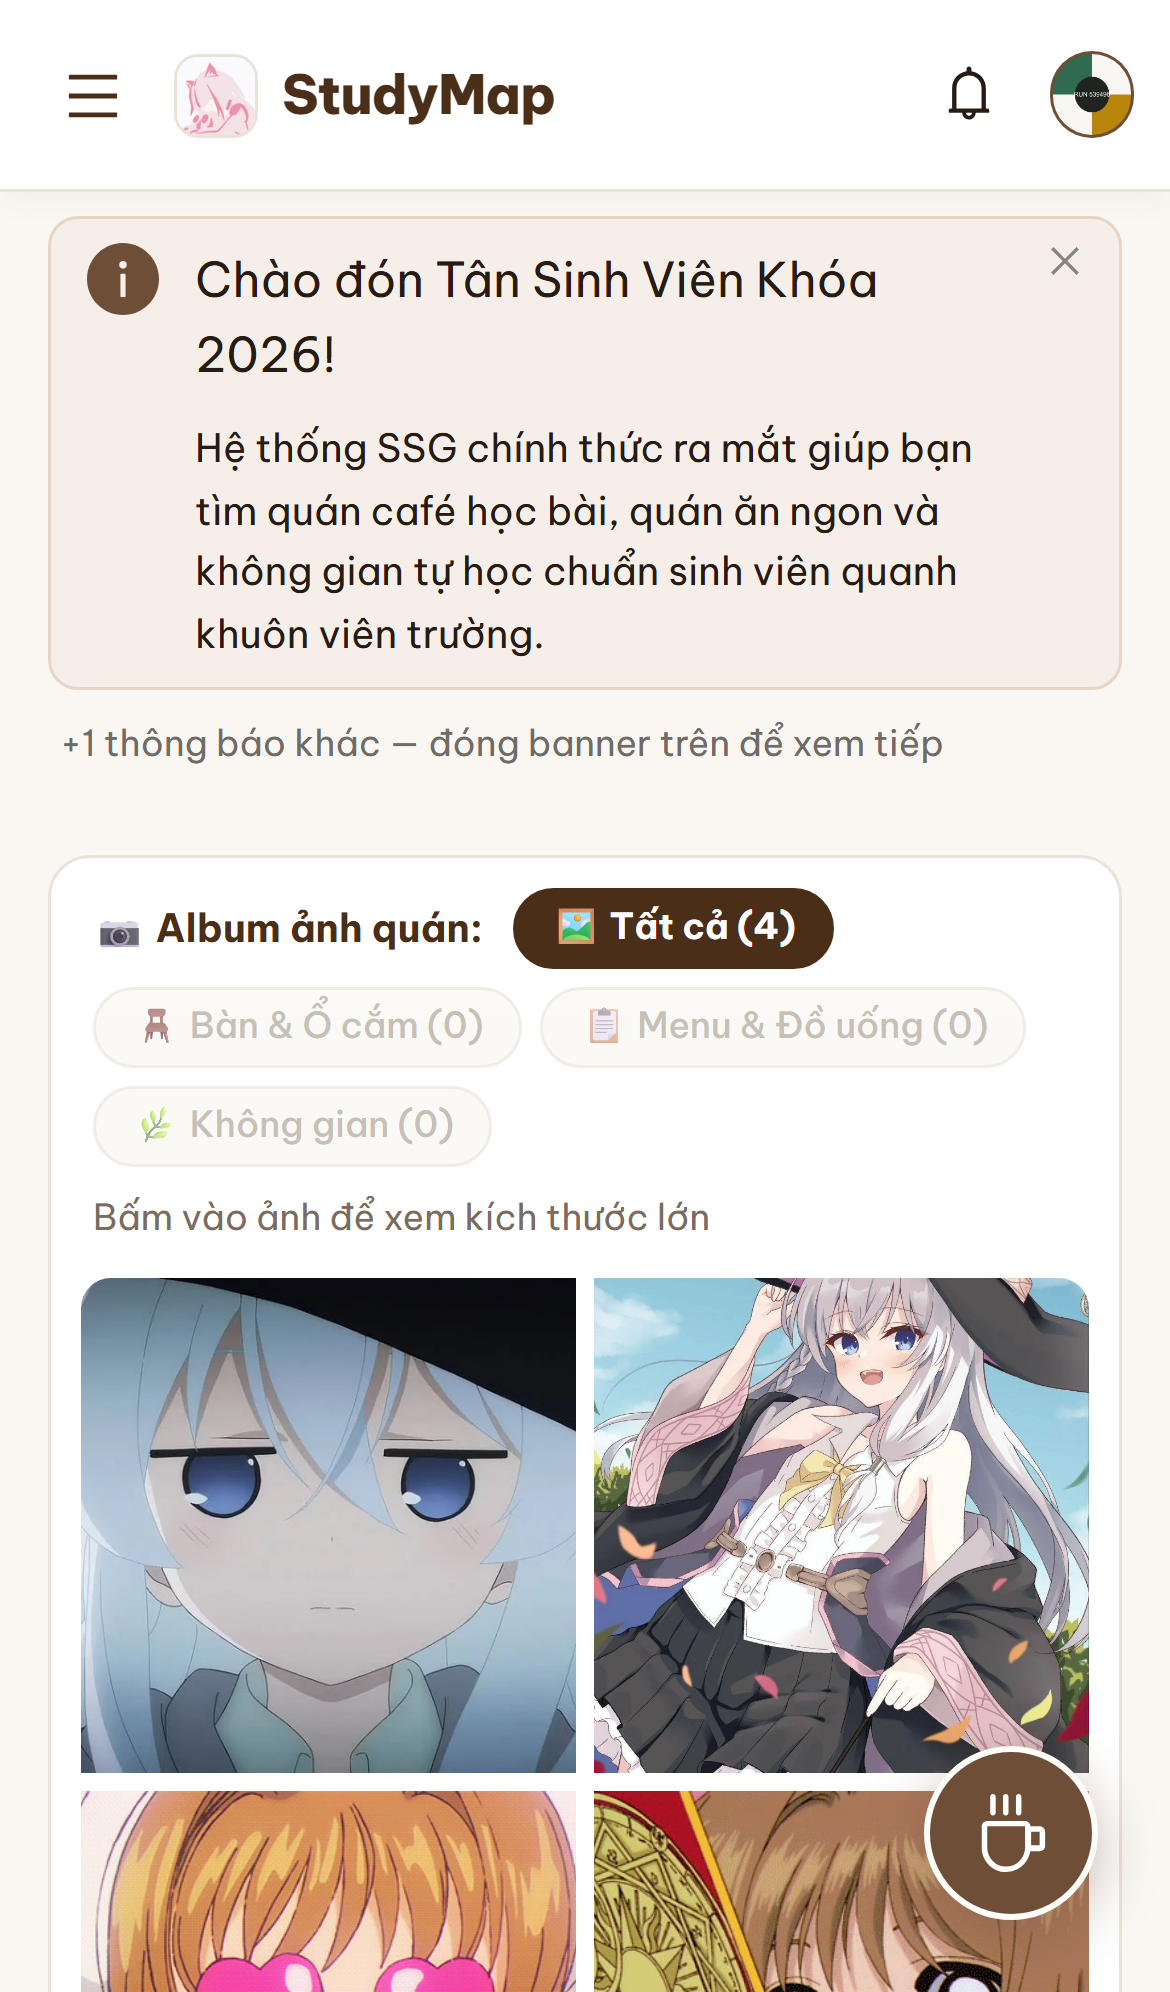 StudyMap
RUN 539496
Chào đón Tân Sinh Viên Khóa
2026!
Hệ thống SSG chính thức ra mắt giúp bạn
tìm quán café học bài, quán ăn ngon và
không gian tự học chuẩn sinh viên quanh
khuôn viên trường.
+1 thông báo khác — đóng banner trên để xem tiếp
Album ảnh quán: Tất cả (4)
Bàn & Ổ cắm (0) Menu & Đồ uống (0)
Không gian (0)
Bấm vào ảnh để xem kích thước lớn